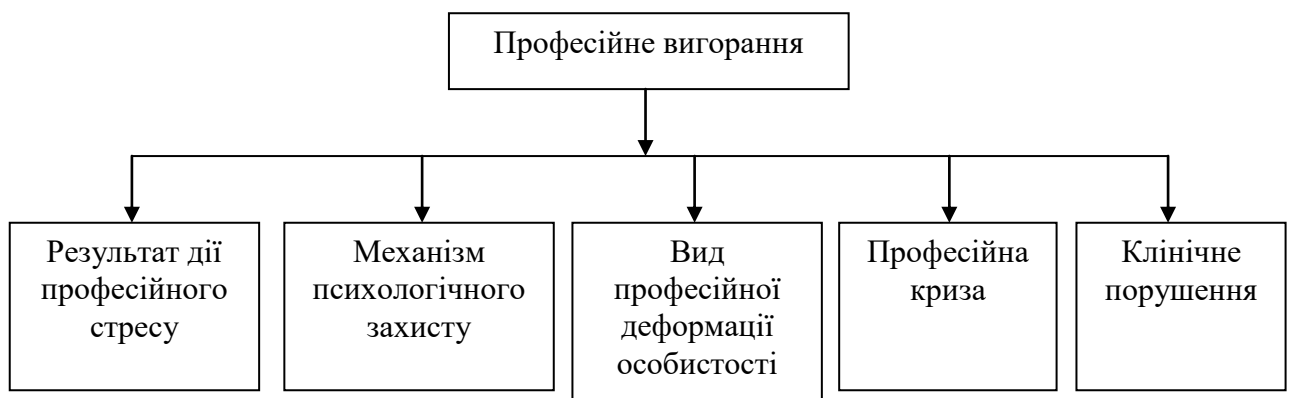 Професійне вигорання
Результат дії
професійного
стресу
Механізм
психологічного
захисту
Вид
професійної
деформації
особистості
Професійна
криза
Клінічне
порушення